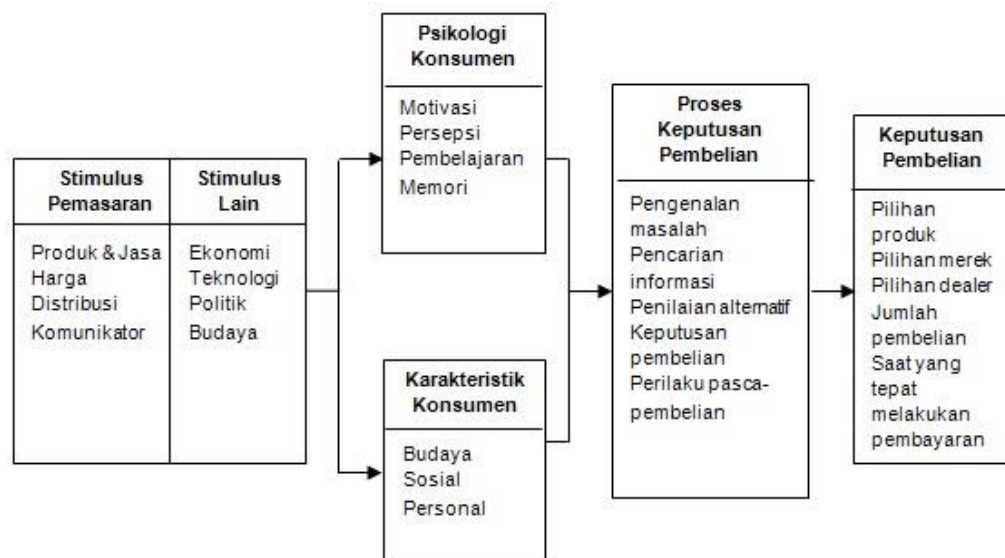 Stimulus
Pemasaran
Produk & Jasa
Harga
Distribusi
Komunikator
Stimulus
Lain
Ekonomi
Teknologi
Politik
Budaya
Psikologi
Konsumen
Motivasi
Persepsi
Pembelajaran
Memori
Karakteristik
Konsumen
Budaya
Sosial
Personal
Proses
Keputusan
Pembelian
Pengenalan
masalah
Pencarian
informasi
Penilaian alternatif
Keputusan
pembelian
Perilaku pasca-
pembelian
Keputusan
Pembelian
Pilihan
produk
Pilihan merek
Pilihan dealer
Jumlah
pembelian
Saat yang
tepat
melakukan
pembayaran